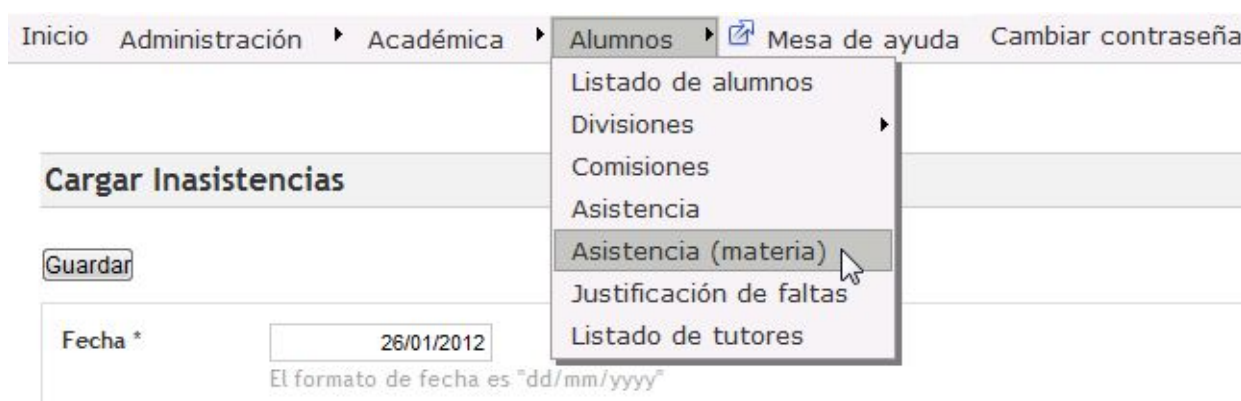 Inicio Administración Académica Alumnos Mesa de ayuda Cambiar contraseña
Listado de alumnos
Divisiones
Comisiones
Asistencia
Asistencia (materia)
Justificación de faltas
Listado de tutores
Cargar Inasistencias
Guardar
Fecha * 26/01/2012
El formato de fecha es "dd/mm/yyyy"